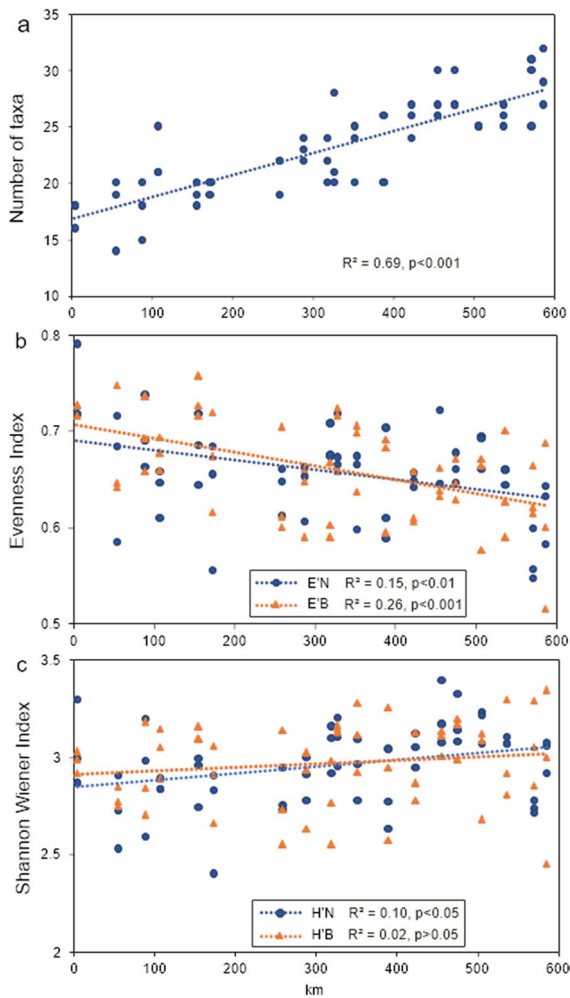 a
35
30
25
20
15
10
Number of taxa
R² = 0.69, p<0.001
0 100 200 300 400 500 600
b
0.8
0.7
0.6
0.5
Evenness Index
E'N R² = 0.15, p<0.01
E'B R² = 0.26, p<0.001
0 100 200 300 400 500 600
c
3.5
3
2.5
2
Shannon Wiener Index
H'N R² = 0.10, p<0.05
H'B R² = 0.02, p>0.05
0 100 200 300 400 500 600
km